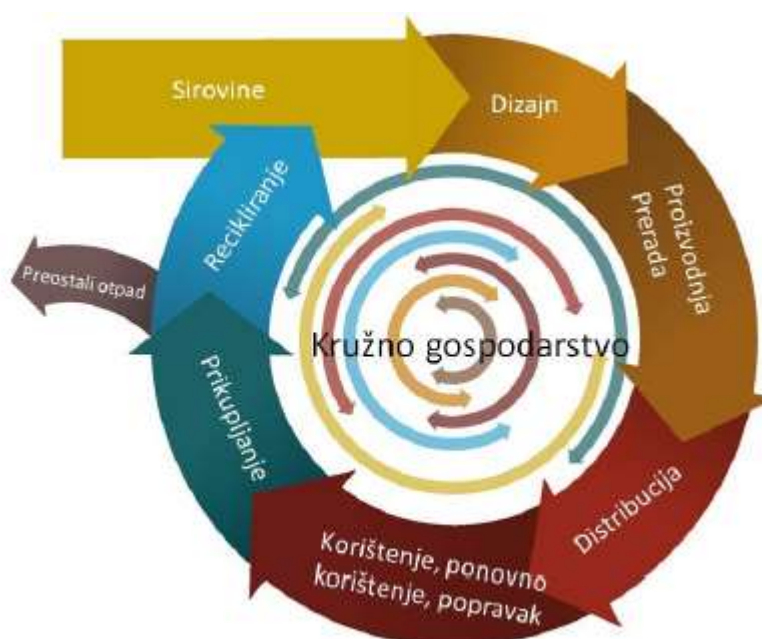 Sirovine
Dizajn
Proizvodnja
Prerada
Distribucija
Korištenje, ponovno
korištenje, popravak
Prikupljanje
Recikliranje
Preostali otpad
Kružno gospodarstvo